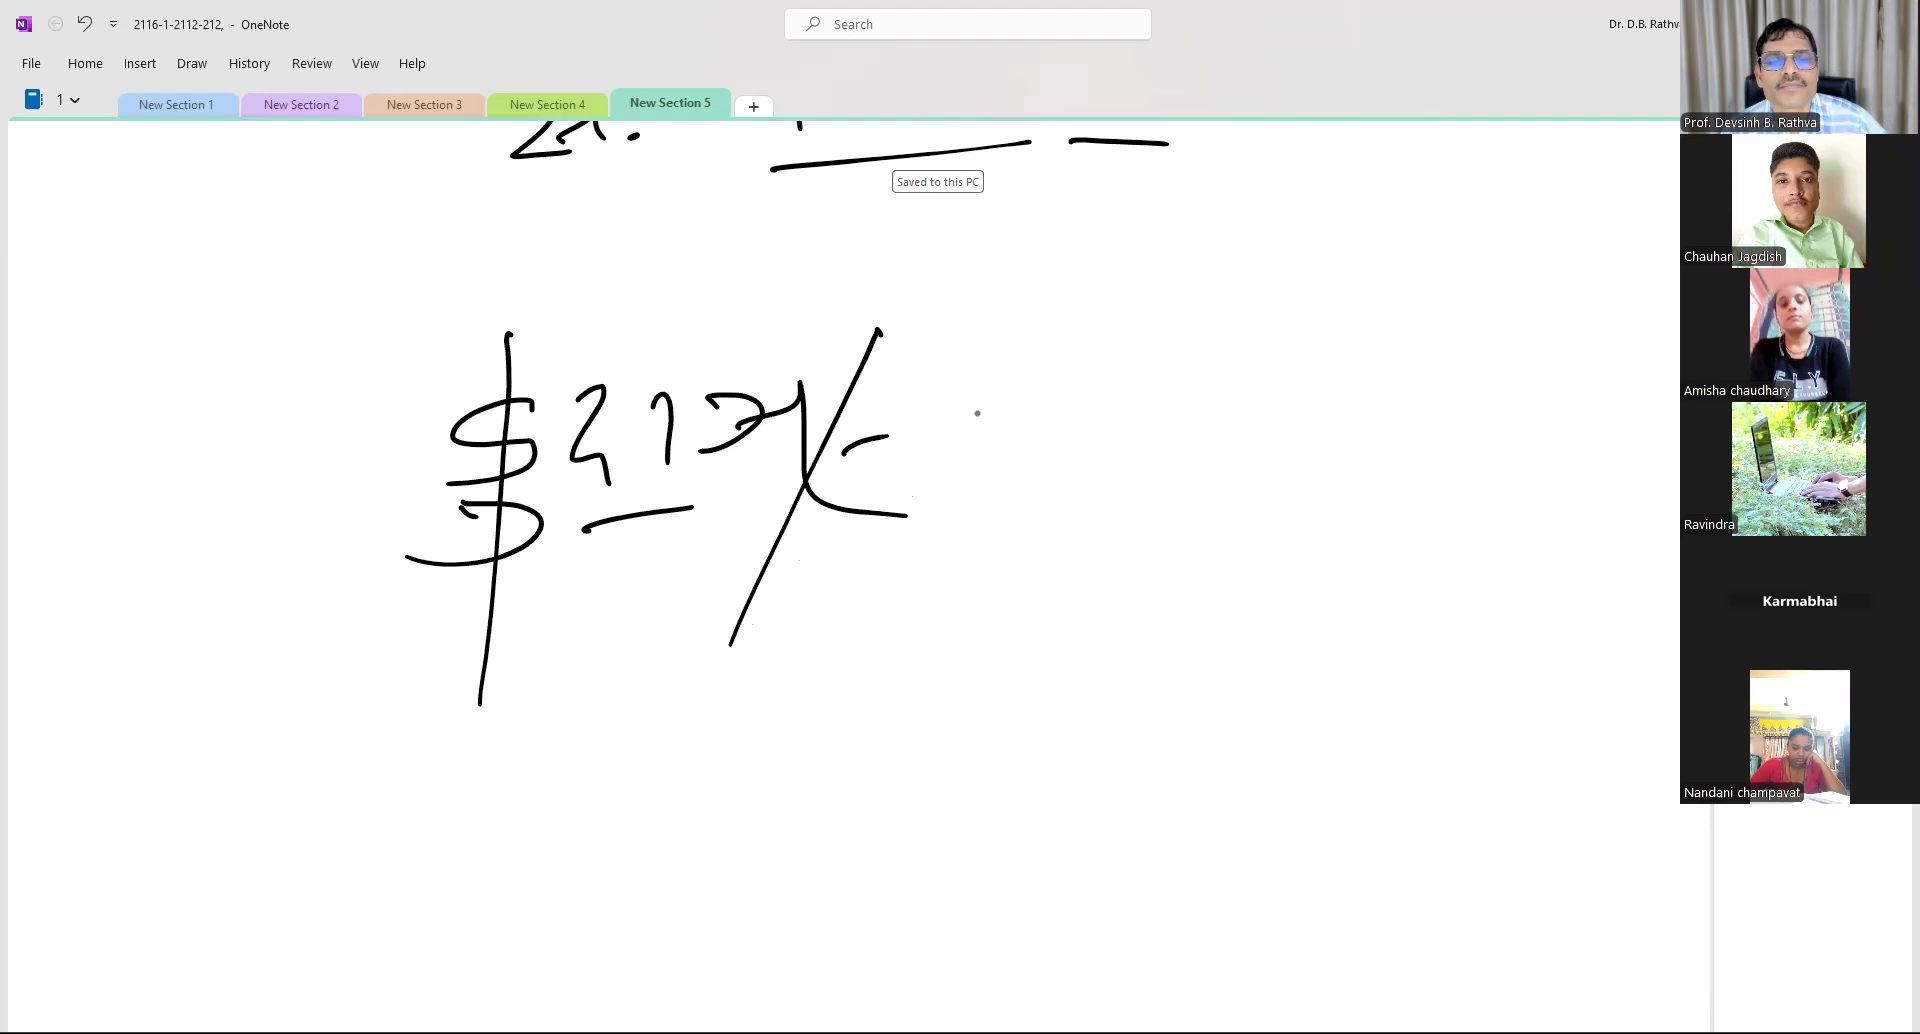 2116-1-2112-212, - OneNote
Search
Dr. D.B. Rathv
File Home Insert Draw History Review View Help
1
New Section 1 New Section 2 New Section 3 New Section 4 New Section 5 +
Saved to this PC
Prof. Devsinh B. Rathva
Chauhan Jagdish
Amisha chaudhary
Ravindra
Karmabhai
Nandani champavat